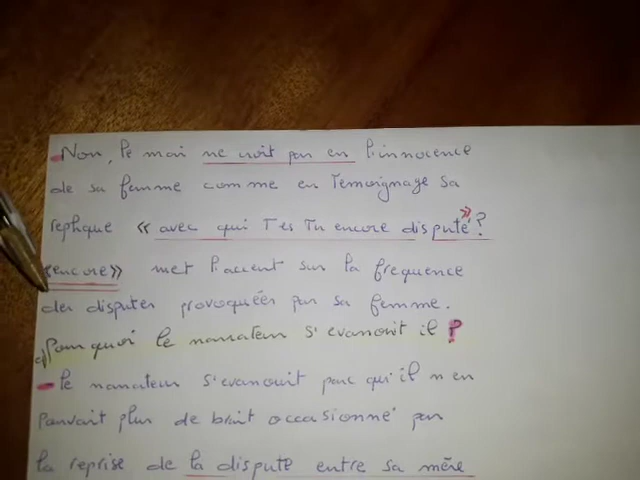 - Non, le mari ne croit pas en l'innocence
de sa femme comme en Temoignage sa
replique « avec qui T'es Tu encore disputé » ?
«encore» met l'accent sur la frequence
des disputes provoquées par sa femme.
c) Pourquoi le narrateur s'evanouit il ?
- le narrateur s'evanouit parc qu'il n en
Pouvait plus de bruit occasionné par
la reprise de la dispute entre sa mère